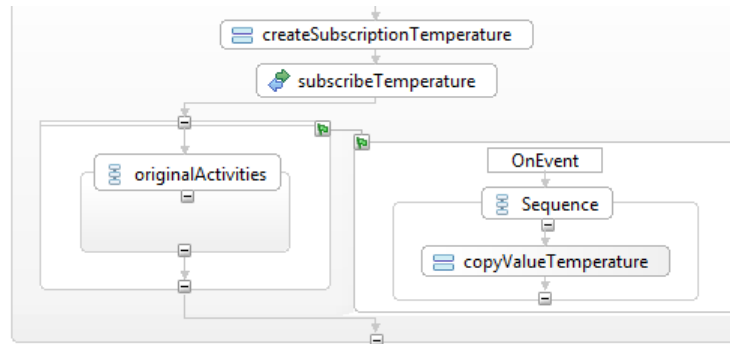 createSubscriptionTemperature
subscribeTemperature
originalActivities
OnEvent
Sequence
copyValueTemperature